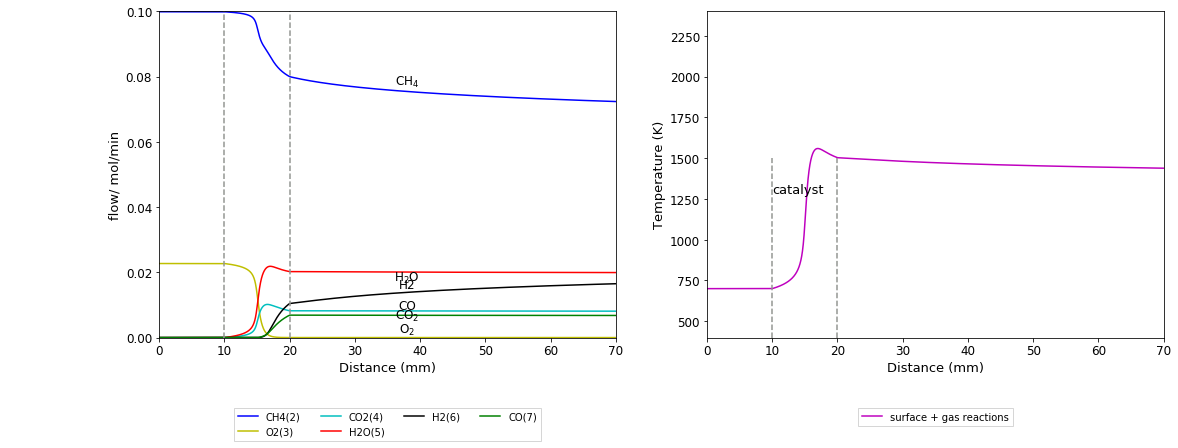 0.10
0.08
0.06
0.04
0.02
0.00
flow/ mol/min
CH₄
H₂O
H2
CO
CO₂
O₂
0 10 20 30 40 50 60 70
Distance (mm)
CH4(2) CO2(4) H2(6) CO(7)
O2(3) H2O(5)
2250
2000
1750
1500
1250
1000
750
500
Temperature (K)
catalyst
0 10 20 30 40 50 60 70
Distance (mm)
surface + gas reactions